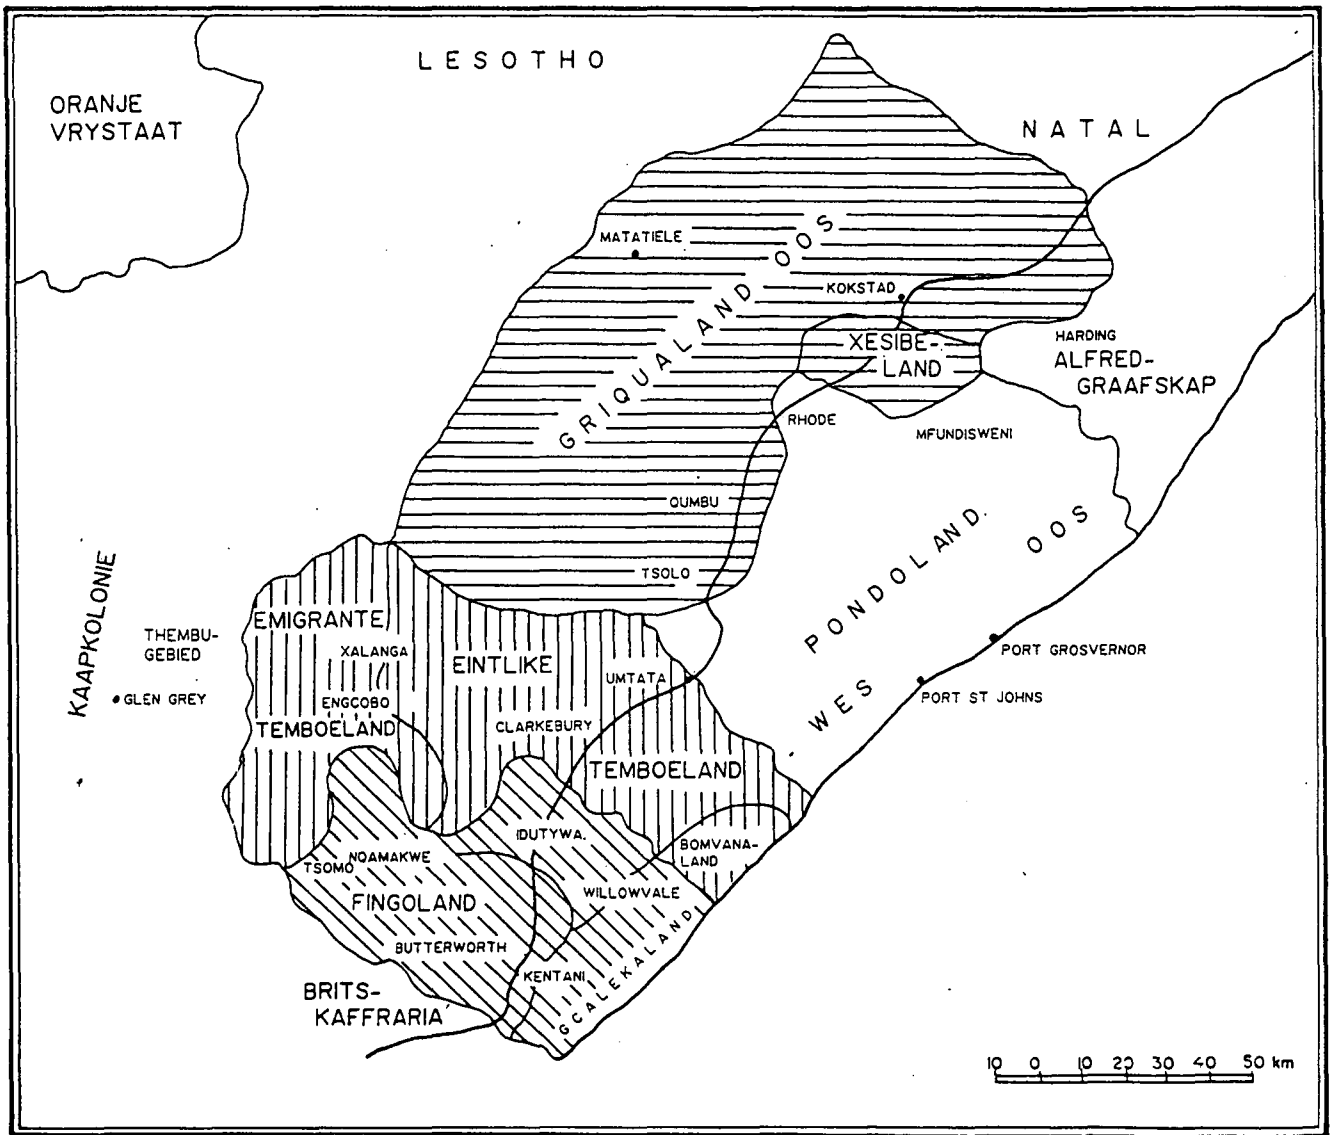 LESOTHO
ORANJE
VRYSTAAT
NATAL
MATATIELE
GRIQUALAND OOS
KOKSTAD
XESIBE-
LAND
HARDING
ALFRED-
GRAAFSKAP
RHODE
MFUNDISWENI
QUMBU
TSOLO
PONDOLAND
OOS
WES
KAAPKOLONIE
THEMBU-
GEBIED
GLEN GREY
EMIGRANTE
XALANGA
ENGCOBO
TEMBOELAND
EINTLIKE
UMTATA
CLARKEBURY
TEMBOELAND
PORT GROSVERNOR
PORT ST JOHNS
IDUTYWA
BOMVANA-
LAND
TSOMO
NQAMAKWE
WILLOWVALE
FINGOLAND
BUTTERWORTH
KENTANI
GCALEKALAND
BRITS-
KAFFRARIA
10 0 10 20 30 40 50 km